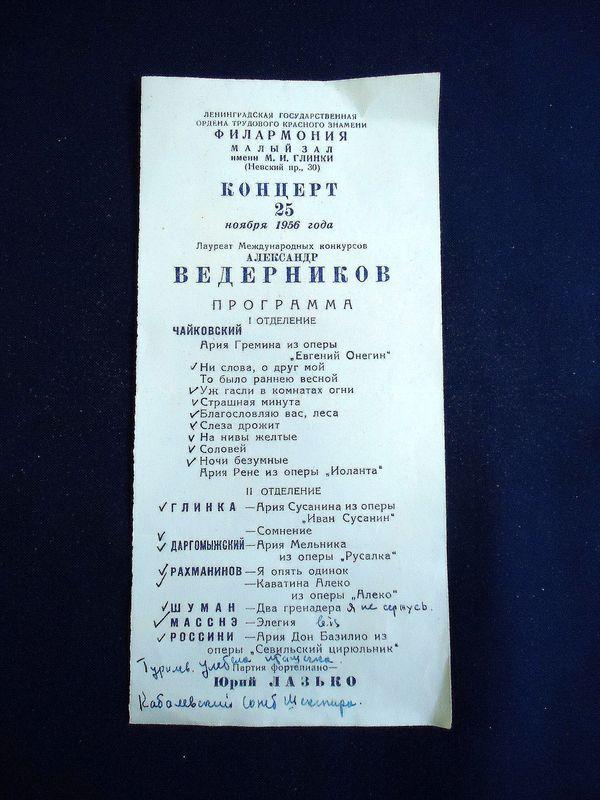 ЛЕНИНГРАДСКАЯ ГОСУДАРСТВЕННАЯ
ОРДЕНА ТРУДОВОГО КРАСНОГО ЗНАМЕНИ
ФИЛАРМОНИЯ
МАЛЫЙ ЗАЛ
имени М. И. ГЛИНКИ
(Невский пр., 30)
КОНЦЕРТ
25
ноября 1956 года
Лауреат Международных конкурсов
АЛЕКСАНДР
ВЕДЕРНИКОВ
ПРОГРАММА
I ОТДЕЛЕНИЕ
ЧАЙКОВСКИЙ
Ария Гремина из оперы
„Евгений Онегин"
Ни слова, о друг мой
То было раннею весной
Уж гасли в комнатах огни
Страшная минута
Благословляю вас, леса
Слеза дрожит
На нивы желтые
Соловей
Ночи безумные
Ария Рене из оперы „Иоланта"
II ОТДЕЛЕНИЕ
ГЛИНКА —Ария Сусанина из оперы
„Иван Сусанин"
—Сомнение
ДАРГОМЫЖСКИЙ—Ария Мельника
из оперы „Русалка"
РАХМАНИНОВ—Я опять одинок
—Каватина Алеко
из оперы „Алеко"
ШУМАН —Два гренадера Я не сержусь.
МАССНЭ —Элегия bis
РОССИНИ —Ария Дон Базилио из
оперы „Севильский цирюльник"
Партия фортепиано—
Юрий ЛАЗЬКО
Кабалевский Сонет Шекспира.